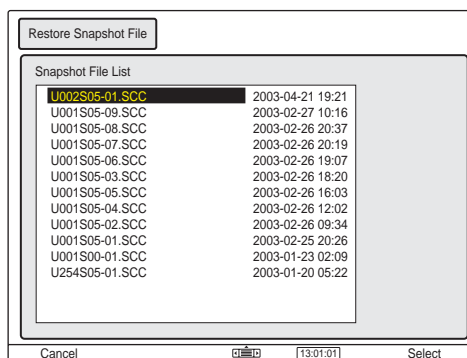 Restore Snapshot File
Snapshot File List
U002S05-01.SCC 2003-04-21 19:21
U001S05-09.SCC 2003-02-27 10:16
U001S05-08.SCC 2003-02-26 20:37
U001S05-07.SCC 2003-02-26 20:19
U001S05-06.SCC 2003-02-26 19:07
U001S05-03.SCC 2003-02-26 18:20
U001S05-05.SCC 2003-02-26 16:03
U001S05-04.SCC 2003-02-26 12:02
U001S05-02.SCC 2003-02-26 09:34
U001S05-01.SCC 2003-02-25 20:26
U001S00-01.SCC 2003-01-23 02:09
U254S05-01.SCC 2003-01-20 05:22
Cancel 13:01:01 Select